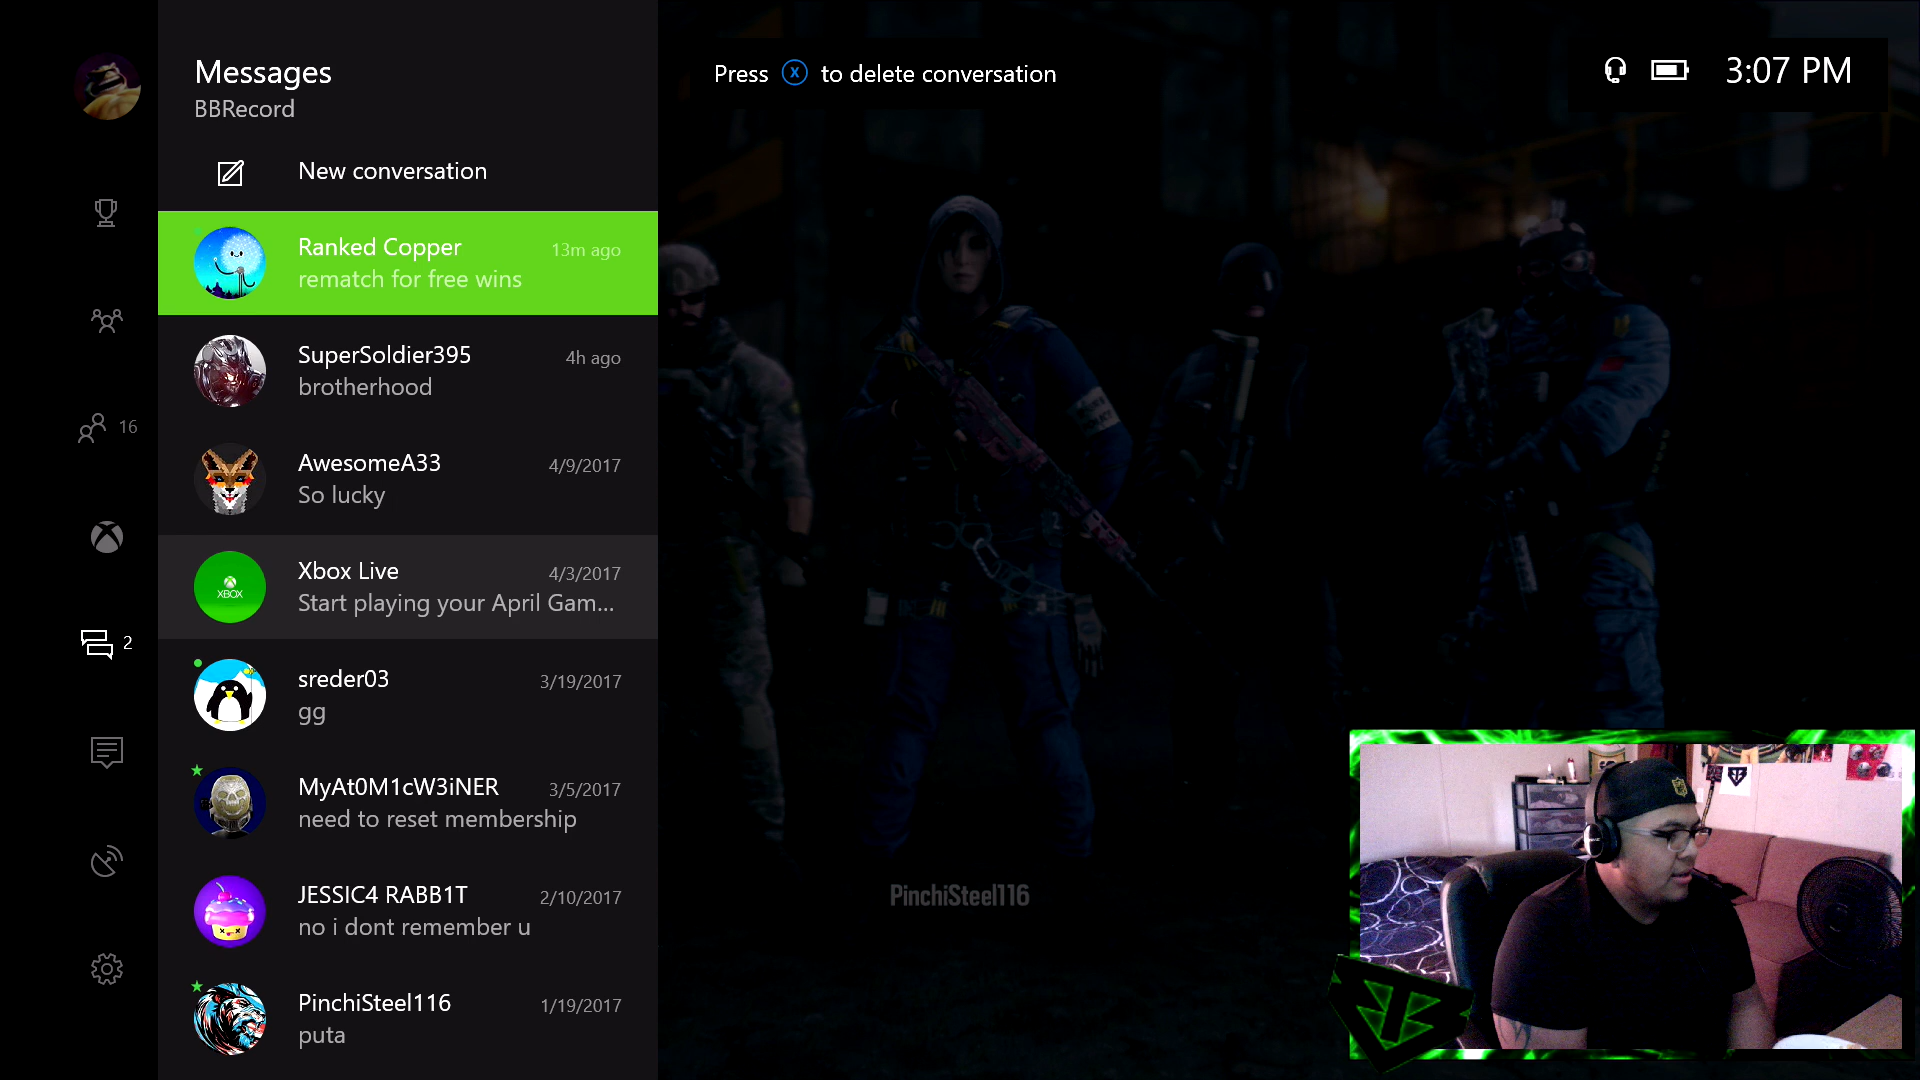 Messages
BBRecord
New conversation
Ranked Copper 13m ago
rematch for free wins
SuperSoldier395 4h ago
brotherhood
AwesomeA33 4/9/2017
So lucky
XBOX
Xbox Live 4/3/2017
Start playing your April Gam...
sreder03 3/19/2017
gg
MyAt0M1cW3iNER 3/5/2017
need to reset membership
JESSIC4 RABB1T 2/10/2017
no i dont remember u
PinchiSteel116 1/19/2017
puta
16
2
Press X to delete conversation
3:07 PM
PinchiSteel116